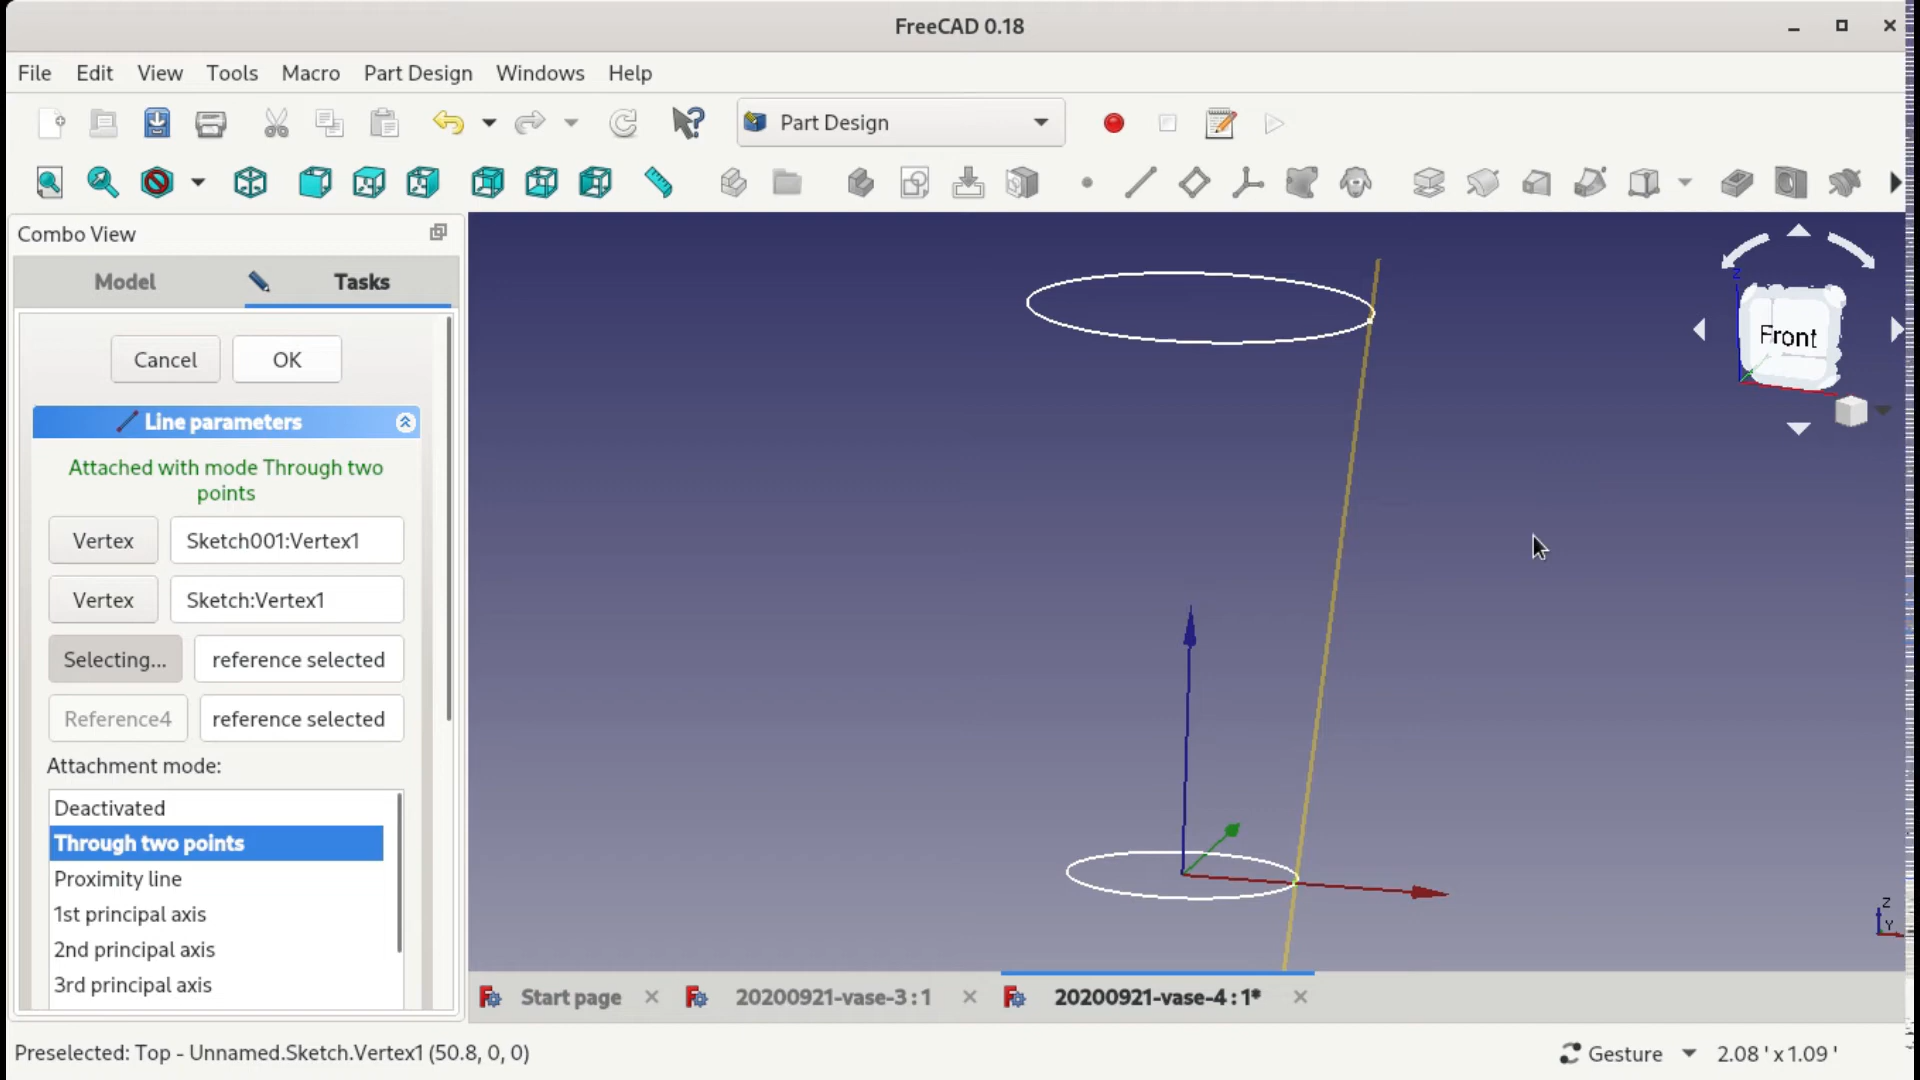 FreeCAD 0.18
File Edit View Tools Macro Part Design Windows Help
Part Design
Combo View
Model Tasks
Cancel OK
Line parameters
Attached with mode Through two
points
Vertex Sketch001:Vertex1
Vertex Sketch:Vertex1
Selecting... reference selected
Reference4 reference selected
Attachment mode:
Deactivated
Through two points
Proximity line
1st principal axis
2nd principal axis
3rd principal axis
Z
Front
Z
Y
Start page 20200921-vase-3 : 1 20200921-vase-4 : 1*
Preselected: Top - Unnamed.Sketch.Vertex1 (50.8, 0, 0)
Gesture 2.08 ' x 1.09 '